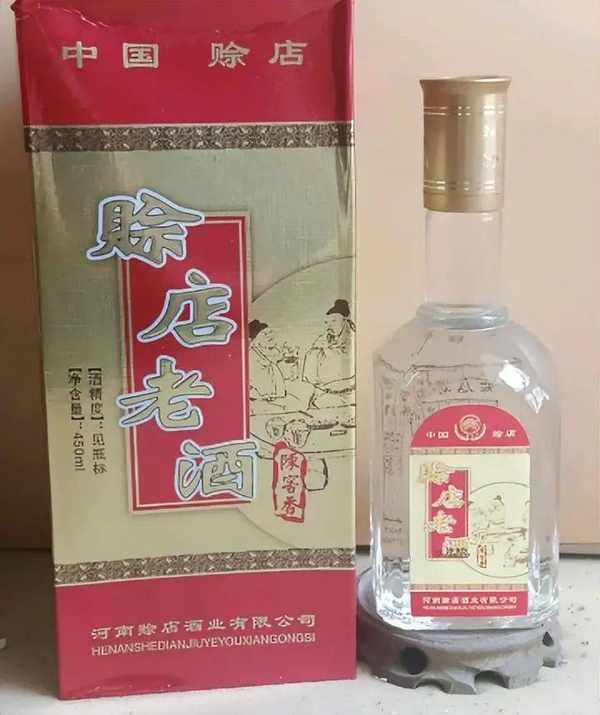 中国 赊店
赊店老酒
【酒精度】：见瓶标
【净含量】：450ml
陳窖香
河南赊店酒业有限公司
HENANSHEDIANJIUYEYOUXIANGONGSI
中国 赊店
赊店老酒
河南赊店酒业有限公司
HENANSHEDIANJIUYEYOUXIANGONGSI